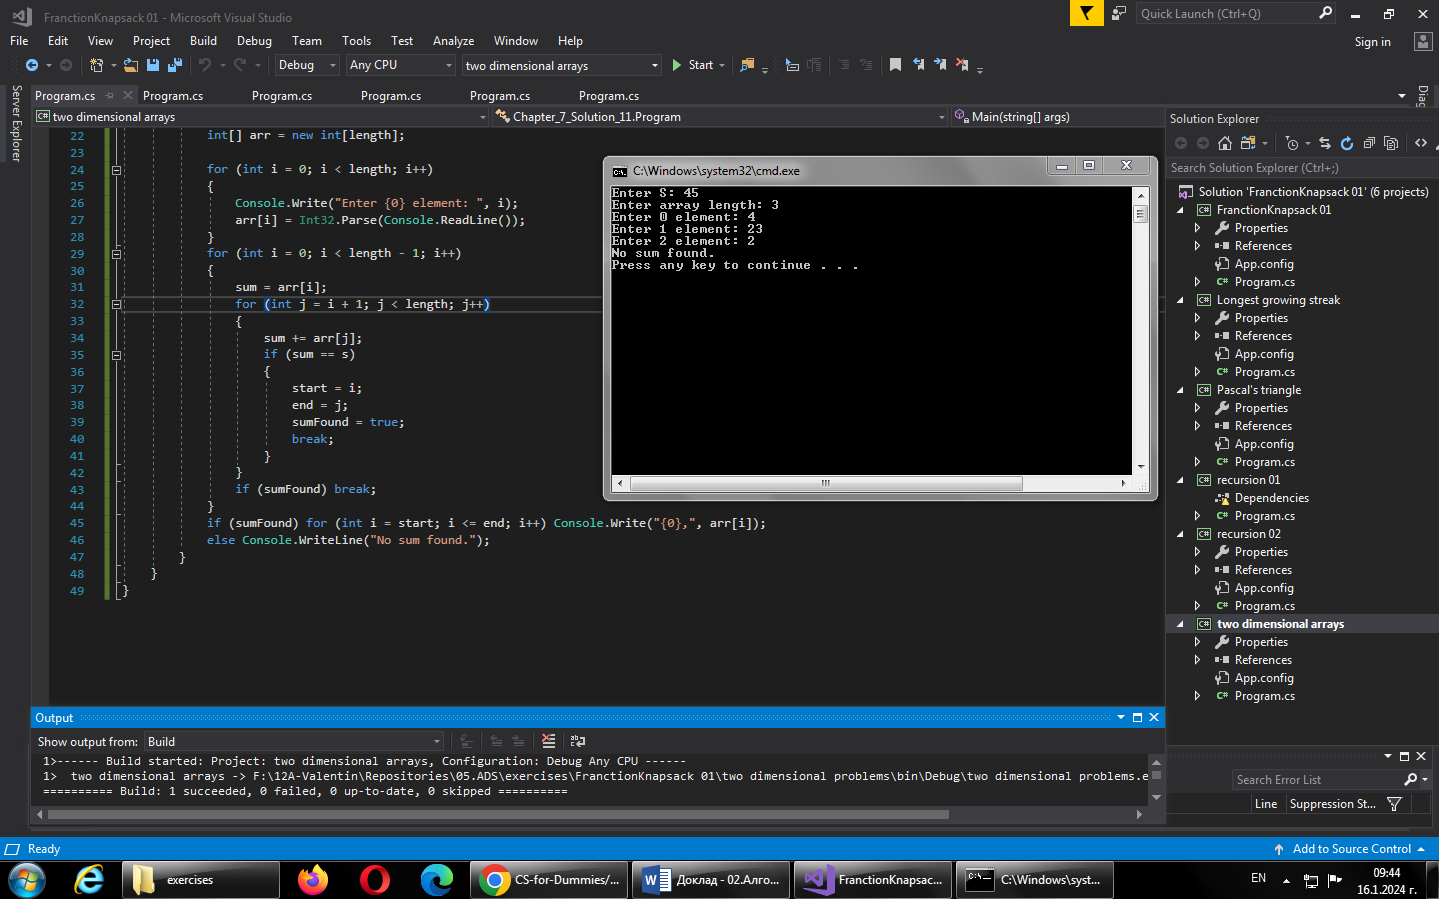 FranctionKnapsack 01 - Microsoft Visual Studio
Quick Launch (Ctrl+Q)
File Edit View Project Build Debug Team Tools Test Analyze Window Help
Sign in
Debug Any CPU two dimensional arrays Start
Server Explorer
Program.cs Program.cs Program.cs Program.cs Program.cs Program.cs
Diag
C# two dimensional arrays Chapter_7_Solution_11.Program Main(string[] args)
22 int[] arr = new int[length];
23
24 for (int i = 0; i < length; i++)
25 {
26 Console.Write("Enter {0} element: ", i);
27 arr[i] = Int32.Parse(Console.ReadLine());
28 }
29 for (int i = 0; i < length - 1; i++)
30 {
31 sum = arr[i];
32 for (int j = i + 1; j < length; j++)
33 {
34 sum += arr[j];
35 if (sum == s)
36 {
37 start = i;
38 end = j;
39 sumFound = true;
40 break;
41 }
42 }
43 if (sumFound) break;
44 }
45 if (sumFound) for (int i = start; i <= end; i++) Console.Write("{0},", arr[i]);
46 else Console.WriteLine("No sum found.");
47 }
48 }
49 }
C:\Windows\system32\cmd.exe
Enter S: 45
Enter array length: 3
Enter 0 element: 4
Enter 1 element: 23
Enter 2 element: 2
No sum found.
Press any key to continue . . .
Solution Explorer
Search Solution Explorer (Ctrl+;)
Solution 'FranctionKnapsack 01' (6 projects)
C# FranctionKnapsack 01
Properties
References
App.config
C# Program.cs
C# Longest growing streak
Properties
References
App.config
C# Program.cs
C# Pascal's triangle
Properties
References
App.config
C# Program.cs
C# recursion 01
Dependencies
C# Program.cs
C# recursion 02
Properties
References
App.config
C# Program.cs
C# two dimensional arrays
Properties
References
App.config
C# Program.cs
Output
Show output from: Build
1>------ Build started: Project: two dimensional arrays, Configuration: Debug Any CPU ------
1> two dimensional arrays -> F:\12A-Valentin\Repositories\05.ADS\exercises\FranctionKnapsack 01\two dimensional problems\bin\Debug\two dimensional problems.e
========== Build: 1 succeeded, 0 failed, 0 up-to-date, 0 skipped ==========
Search Error List
Line Suppression St...
Ready
Add to Source Control
exercises
CS-for-Dummies/...
Доклад - 02.Алго...
FranctionKnapsac...
C:\Windows\syst...
EN
09:44
16.1.2024 г.